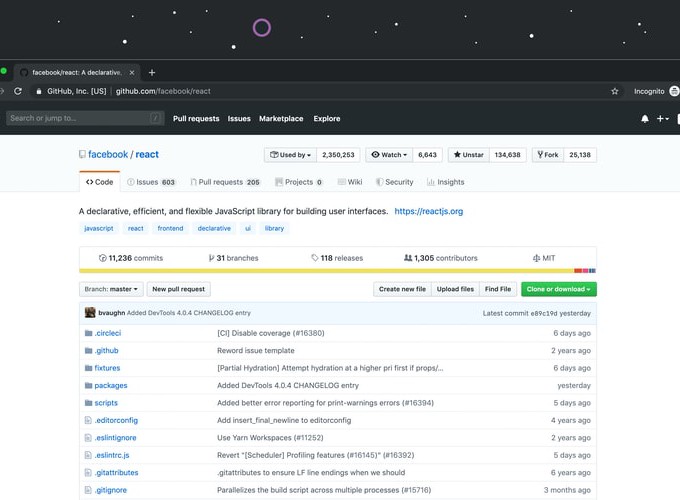 facebook/react: A declarative,
GitHub, Inc. [US] github.com/facebook/react Incognito
Search or jump to... / Pull requests Issues Marketplace Explore
facebook / react Used by 2,350,253 Watch 6,643 Unstar 134,638 Fork 25,138
Code Issues 603 Pull requests 205 Projects 0 Wiki Security Insights
A declarative, efficient, and flexible JavaScript library for building user interfaces. https://reactjs.org
javascript react frontend declarative ui library
11,236 commits 31 branches 118 releases 1,305 contributors MIT
Branch: master New pull request Create new file Upload files Find File Clone or download
bvaughn Added DevTools 4.0.4 CHANGELOG entry Latest commit e89c19d yesterday
.circleci [CI] Disable coverage (#16380) 6 days ago
.github Reword issue template 2 years ago
fixtures [Partial Hydration] Attempt hydration at a higher pri first if props/... 6 days ago
packages Added DevTools 4.0.4 CHANGELOG entry yesterday
scripts Added better error reporting for print-warnings errors (#16394) 5 days ago
.editorconfig Add insert_final_newline to editorconfig 4 years ago
.eslintignore Use Yarn Workspaces (#11252) 2 years ago
.eslintrc.js Revert "[Scheduler] Profiling features (#16145)" (#16392) 5 days ago
.gitattributes .gitattributes to ensure LF line endings when we should 6 years ago
.gitignore Parallelizes the build script across multiple processes (#15716) 3 months ago